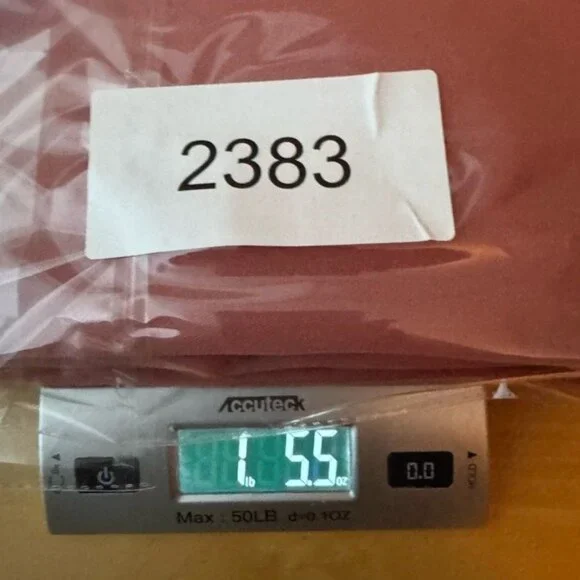 2383
Accuteck
1 lb 5.5 oz
0.0
HOLD
Max : 50LB d=0.1OZ